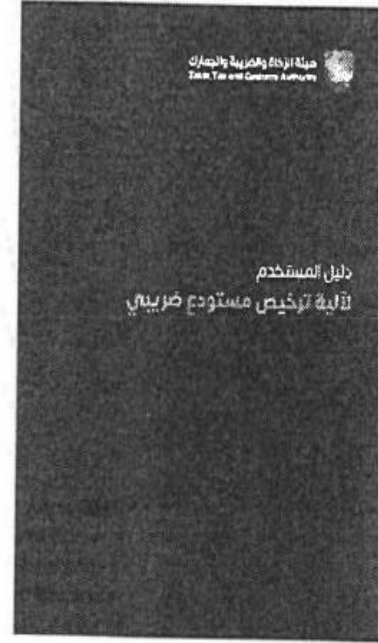 هيئة الزكاة والضريبة والجمارك
Zakat, Tax and Customs Authority
دليل المستخدم
لآلية ترخيص مستودع ضريبي